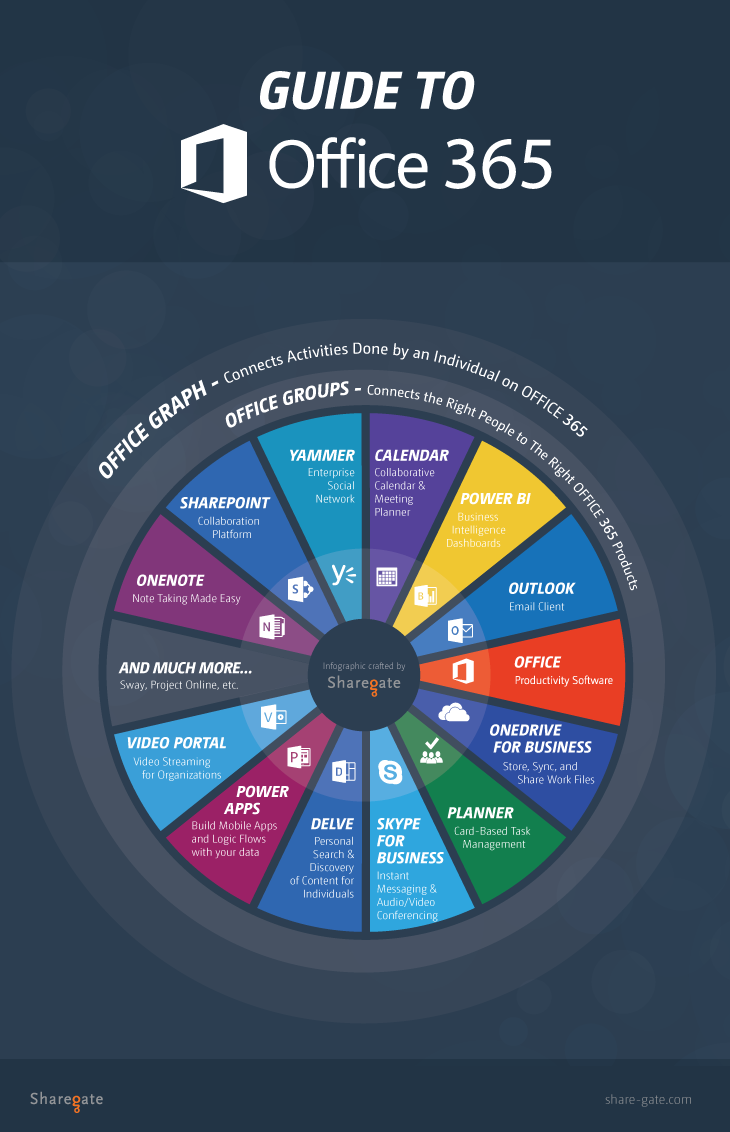 GUIDE TO
Office 365
OFFICE GRAPH - Connects Activities Done by an Individual on OFFICE 365
OFFICE GROUPS - Connects the Right People to The Right OFFICE 365 Products
YAMMER
Enterprise
Social
Network
CALENDAR
Collaborative
Calendar &
Meeting
Planner
POWER BI
Business
Intelligence
Dashboards
OUTLOOK
Email Client
OFFICE
Productivity Software
ONEDRIVE
FOR BUSINESS
Store, Sync, and
Share Work Files
PLANNER
Card-Based Task
Management
SKYPE
FOR
BUSINESS
Instant
Messaging &
Audio/Video
Conferencing
DELVE
Personal
Search &
Discovery
of Content for
Individuals
POWER
APPS
Build Mobile Apps
and Logic Flows
with your data
VIDEO PORTAL
Video Streaming
for Organizations
AND MUCH MORE...
Sway, Project Online, etc.
ONENOTE
Note Taking Made Easy
SHAREPOINT
Collaboration
Platform
Infographic crafted by
Sharegate
Sharegate
share-gate.com